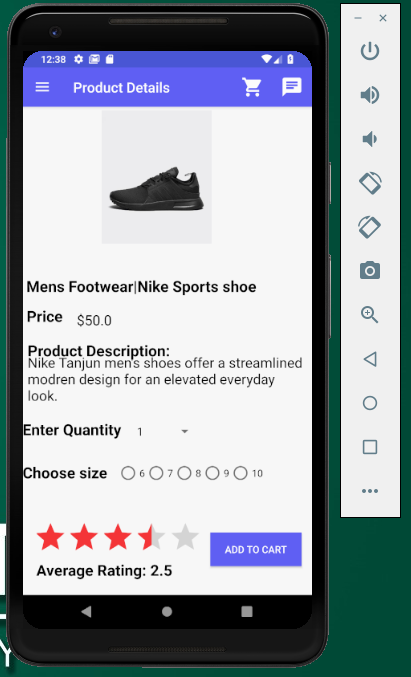 12:38
Product Details
Mens Footwear|Nike Sports shoe
Price $50.0
Product Description:
Nike Tanjun men's shoes offer a streamlined
modren design for an elevated everyday
look.
Enter Quantity 1
Choose size 6 7 8 9 10
ADD TO CART
Average Rating: 2.5
Y